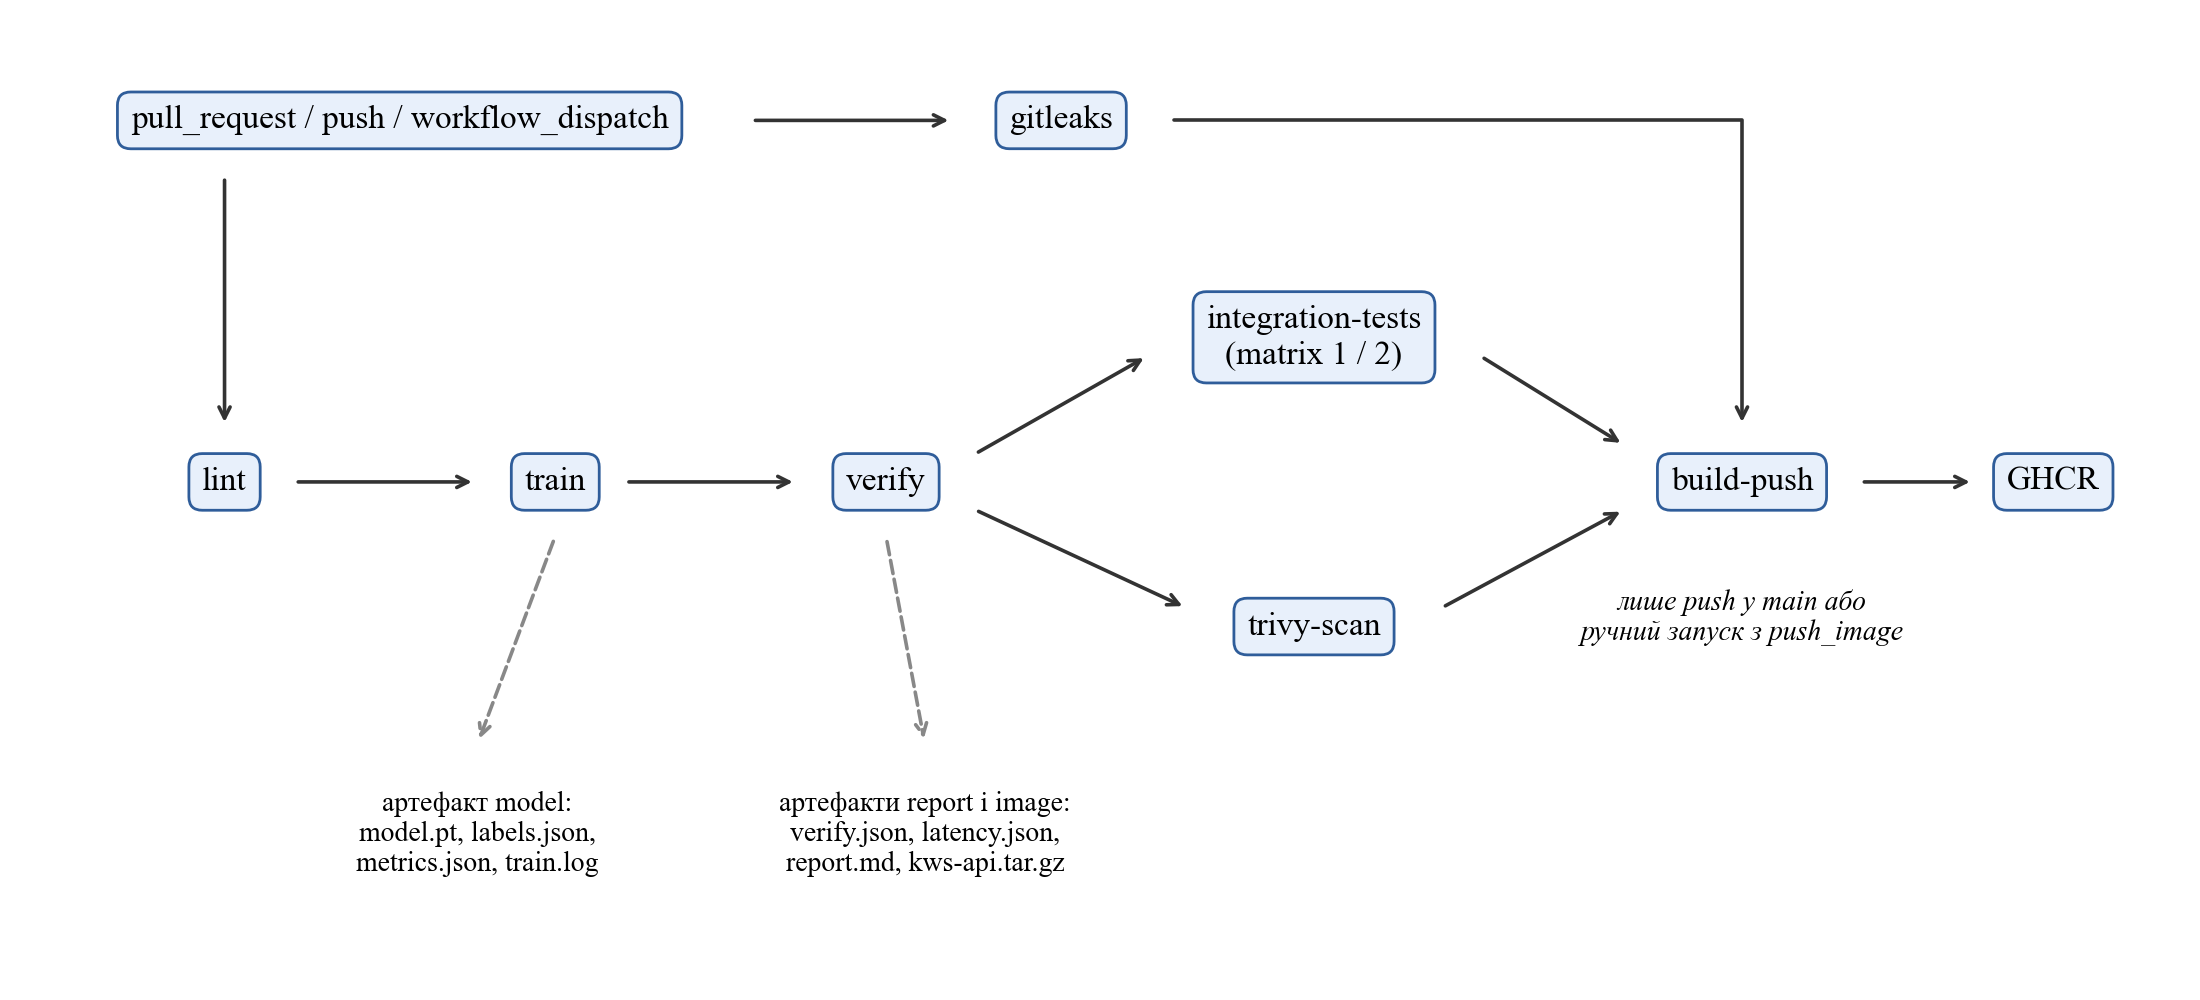 pull_request / push / workflow_dispatch
gitleaks
integration-tests
(matrix 1 / 2)
lint
train
verify
build-push
GHCR
trivy-scan
лише push у main або
ручний запуск з push_image
артефакт model:
model.pt, labels.json,
metrics.json, train.log
артефакти report і image:
verify.json, latency.json,
report.md, kws-api.tar.gz